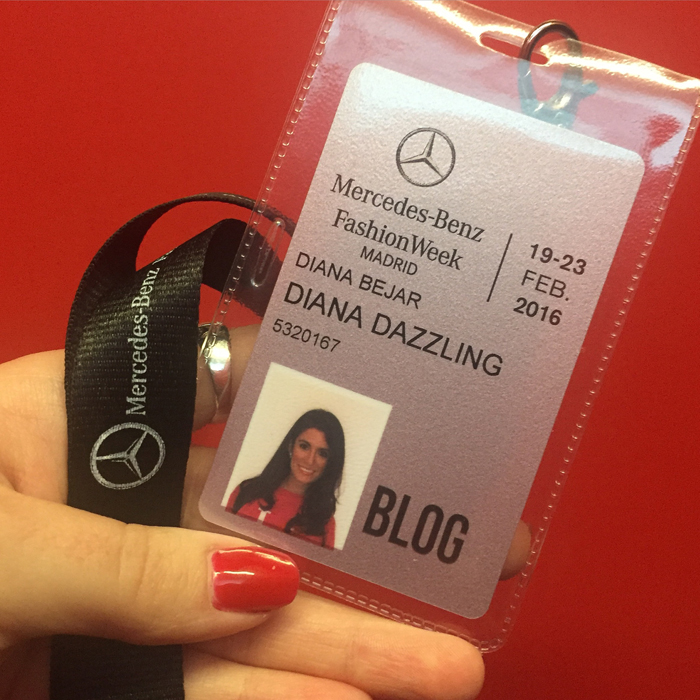 Mercedes-Benz
FashionWeek
MADRID
19-23
FEB.
2016
DIANA BEJAR
DIANA DAZZLING
5320167
BLOG
Mercedes-Benz